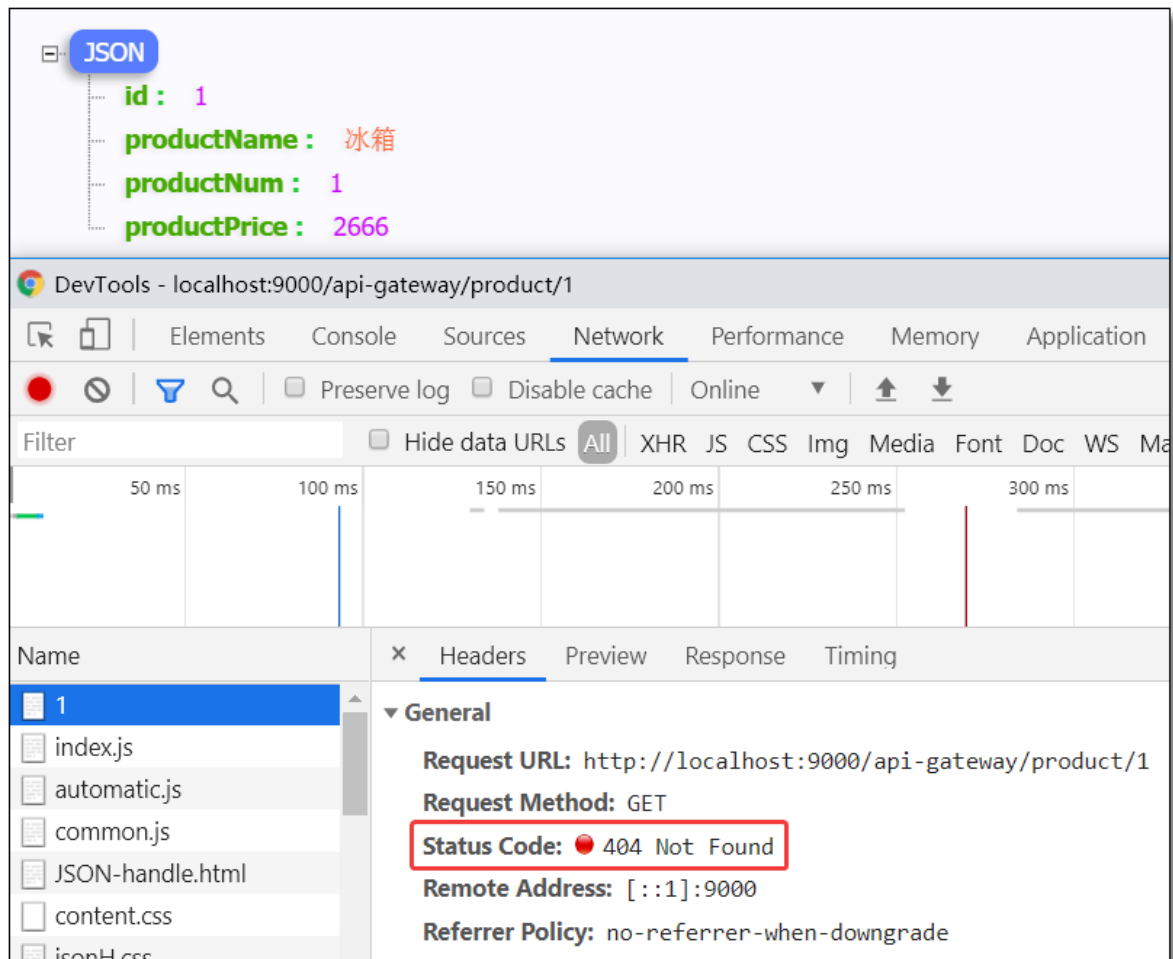 JSON
id : 1
productName : 冰箱
productNum : 1
productPrice : 2666
DevTools - localhost:9000/api-gateway/product/1
Elements Console Sources Network Performance Memory Application
Preserve log Disable cache Online
Filter Hide data URLs All XHR JS CSS Img Media Font Doc WS Ma
50 ms 100 ms 150 ms 200 ms 250 ms 300 ms
Name × Headers Preview Response Timing
1
General
index.js
Request URL: http://localhost:9000/api-gateway/product/1
automatic.js
Request Method: GET
common.js
Status Code: 404 Not Found
JSON-handle.html
Remote Address: [::1]:9000
content.css
Referrer Policy: no-referrer-when-downgrade
jsonH.css